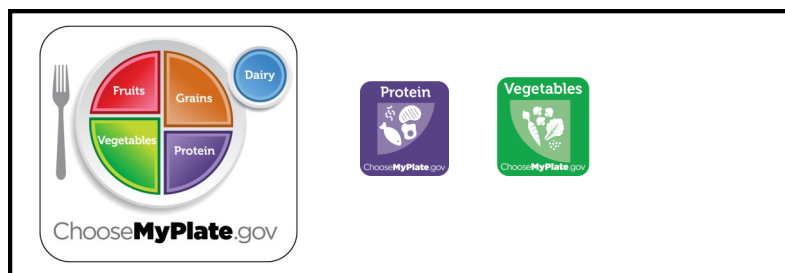 Dairy
Fruits
Grains
Vegetables
Protein
ChooseMyPlate.gov
Protein
ChooseMyPlate.gov
Vegetables
ChooseMyPlate.gov